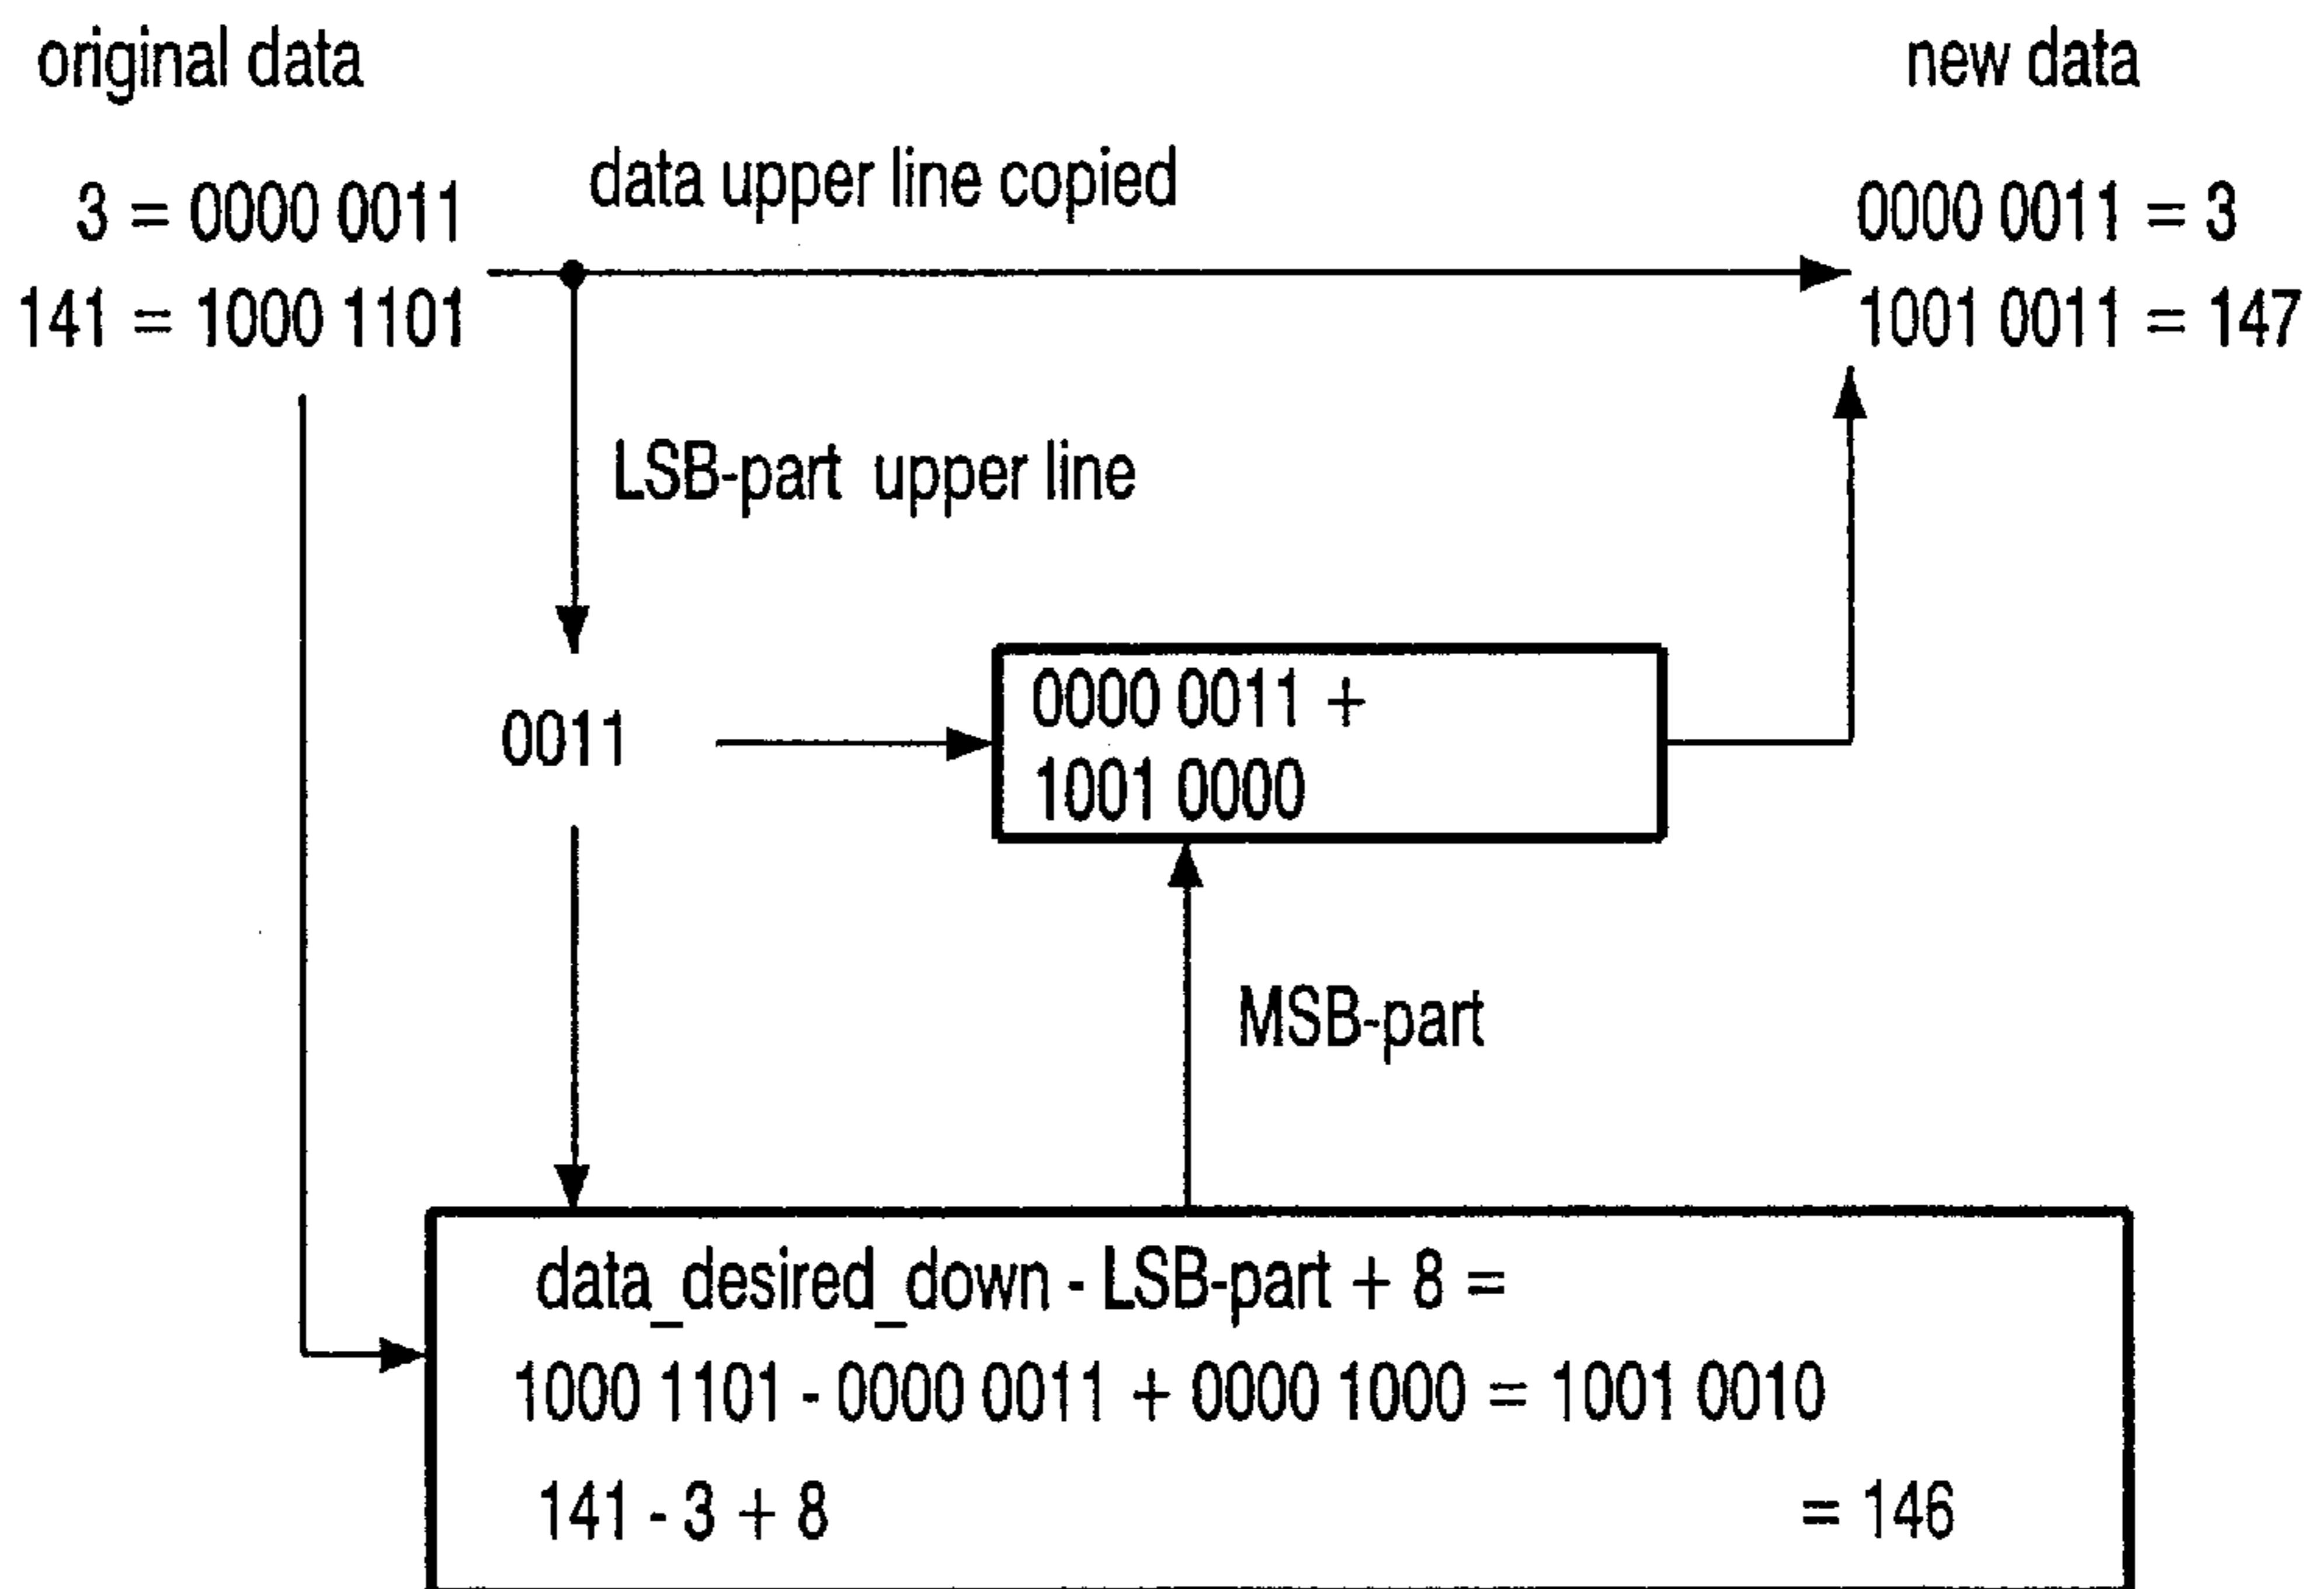 original data
new data
data upper line copied
3 = 0000 0011
0000 0011 = 3
141 = 1000 1101
1001 0011 = 147
LSB-part upper line
0011
0000 0011 +
1001 0000
MSB-part
data_desired_down - LSB-part + 8 =
1000 1101 - 0000 0011 + 0000 1000 = 1001 0010
141 - 3 + 8 = 146